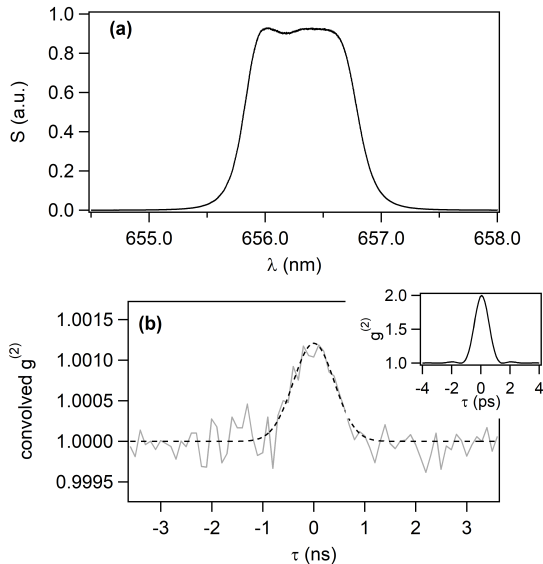 (a)
S (a.u.)
1.0
0.8
0.6
0.4
0.2
0.0
655.0 656.0 657.0 658.0
λ (nm)
(b)
convolved g(2)
1.0015
1.0010
1.0005
1.0000
0.9995
-3 -2 -1 0 1 2 3
τ (ns)
g(2)
2.0
1.5
1.0
-4 -2 0 2 4
τ (ps)